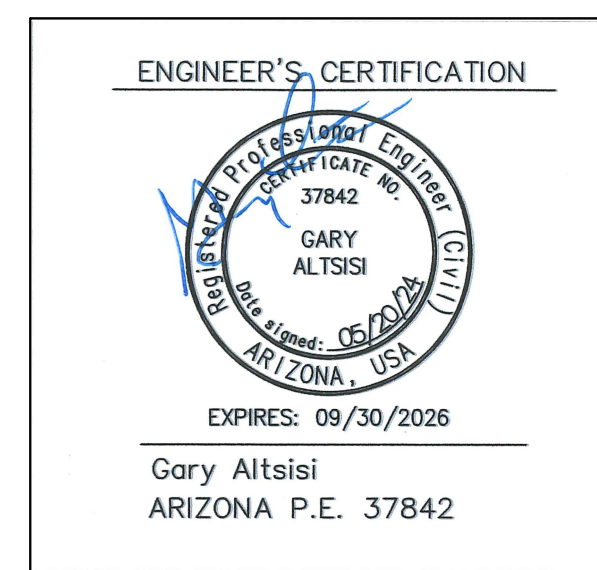 ENGINEER'S CERTIFICATION
Registered Professional Engineer (Civil)
CERTIFICATE NO.
37842
GARY
ALTSISI
Date signed: 05/20/24
ARIZONA, USA
EXPIRES: 09/30/2026
Gary Altsisi
ARIZONA P.E. 37842